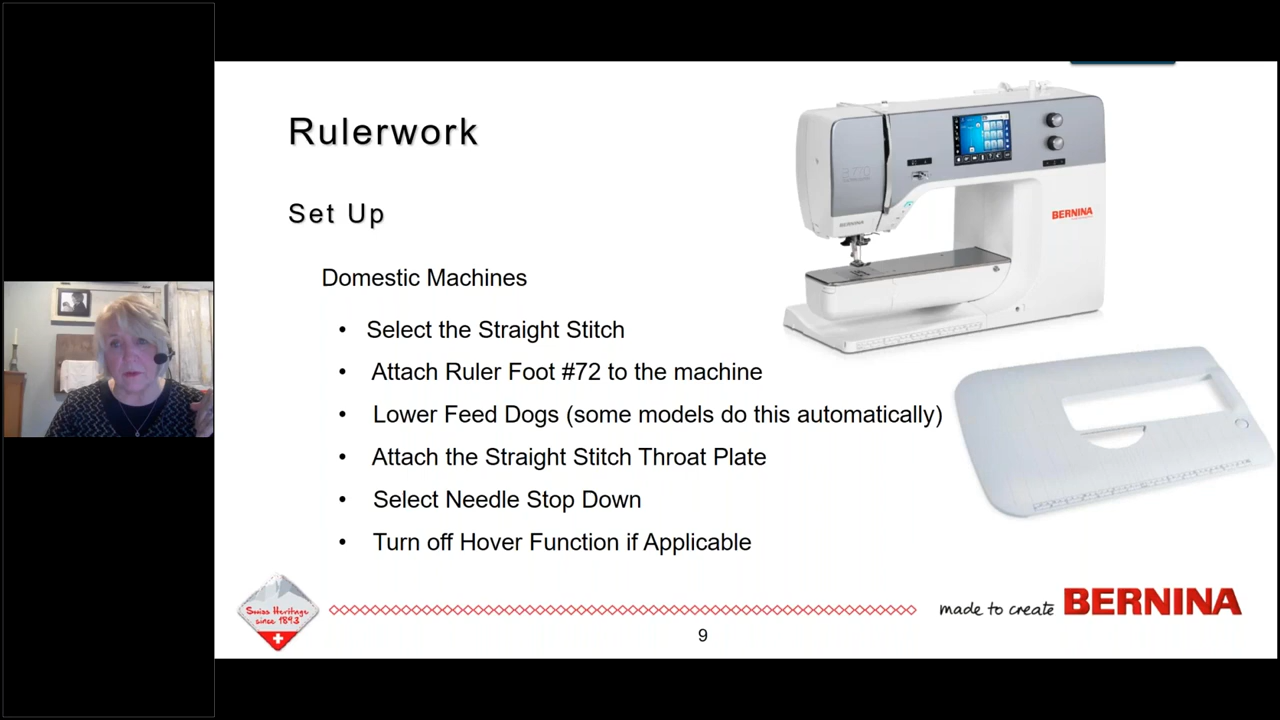 Rulerwork
Set Up
Domestic Machines
• Select the Straight Stitch
• Attach Ruler Foot #72 to the machine
• Lower Feed Dogs (some models do this automatically)
• Attach the Straight Stitch Throat Plate
• Select Needle Stop Down
• Turn off Hover Function if Applicable
BERNINA
BERNINA
Swiss Heritage
since 1893
made to create BERNINA
9